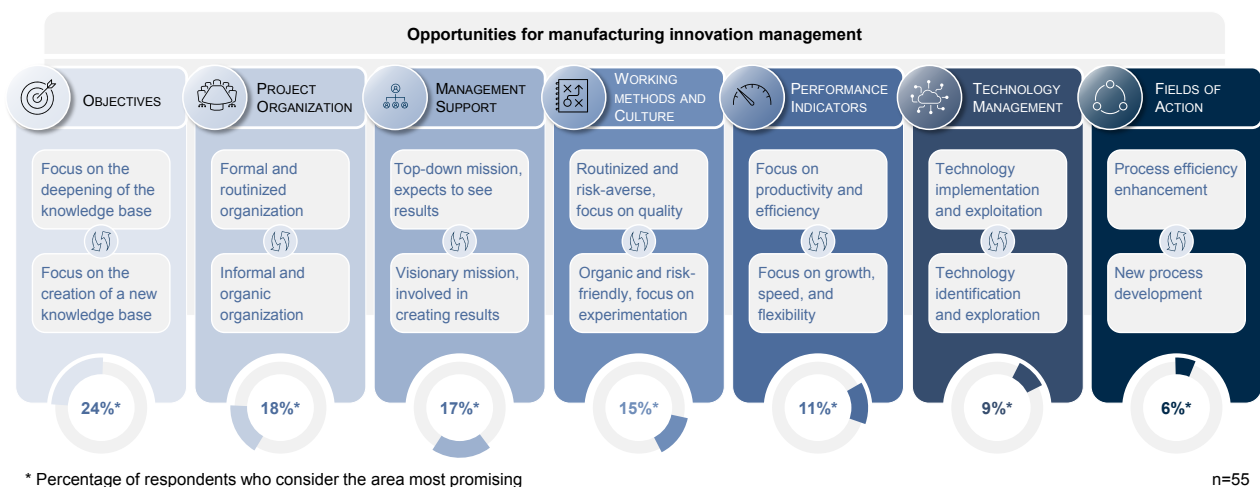 Opportunities for manufacturing innovation management
OBJECTIVES
PROJECT
ORGANIZATION
MANAGEMENT
SUPPORT
WORKING
METHODS AND
CULTURE
PERFORMANCE
INDICATORS
TECHNOLOGY
MANAGEMENT
FIELDS OF
ACTION
Focus on the
deepening of the
knowledge base
Formal and
routinized
organization
Top-down mission,
expects to see
results
Routinized and
risk-averse,
focus on quality
Focus on
productivity and
efficiency
Technology
implementation
and exploitation
Process efficiency
enhancement
Focus on the
creation of a new
knowledge base
Informal and
organic
organization
Visionary mission,
involved in
creating results
Organic and risk-
friendly, focus on
experimentation
Focus on growth,
speed, and
flexibility
Technology
identification
and exploration
New process
development
24%*
18%*
17%*
15%*
11%*
9%*
6%*
* Percentage of respondents who consider the area most promising
n=55